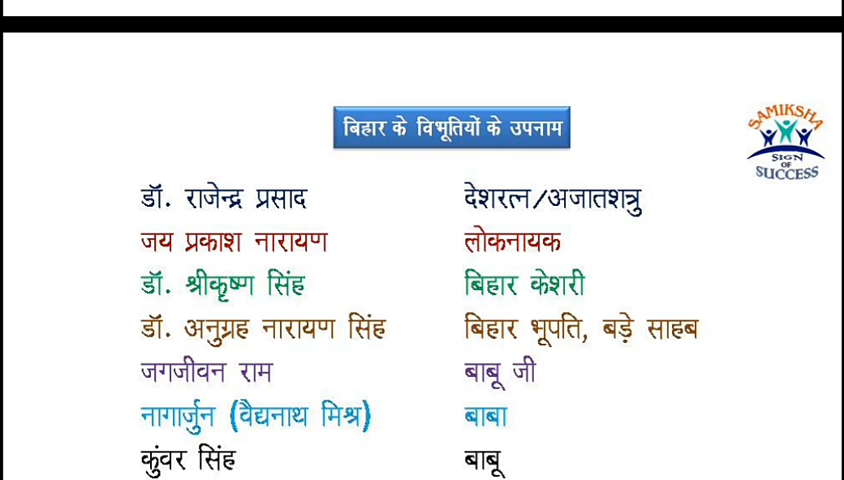 बिहार के विभूतियों के उपनाम
SAMIKSHA
SIGN
OF
SUCCESS
डॉ. राजेन्द्र प्रसाद देशरत्न/अजातशत्रु
जय प्रकाश नारायण लोकनायक
डॉ. श्रीकृष्ण सिंह बिहार केशरी
डॉ. अनुग्रह नारायण सिंह बिहार भूपति, बड़े साहब
जगजीवन राम बाबू जी
नागार्जुन (वैद्यनाथ मिश्र) बाबा
कुंवर सिंह बाबू